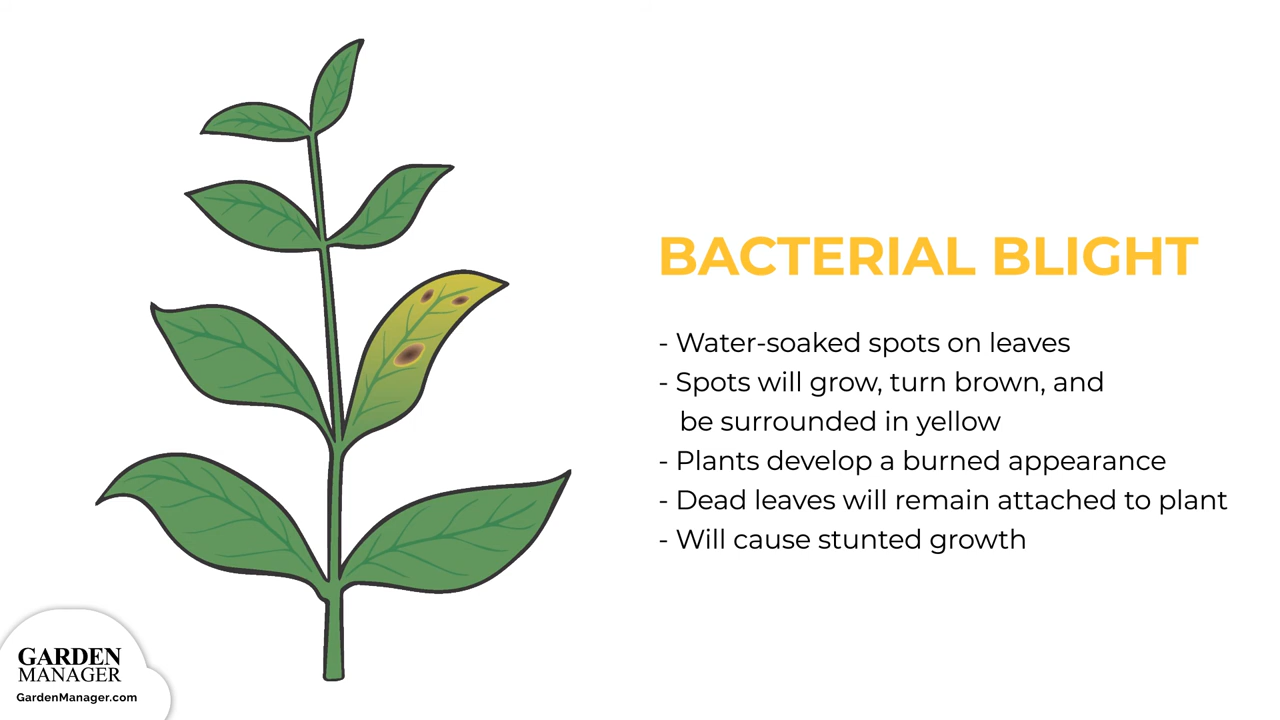 BACTERIAL BLIGHT
- Water-soaked spots on leaves
- Spots will grow, turn brown, and
be surrounded in yellow
- Plants develop a burned appearance
- Dead leaves will remain attached to plant
- Will cause stunted growth
GARDEN
MANAGER
GardenManager.com